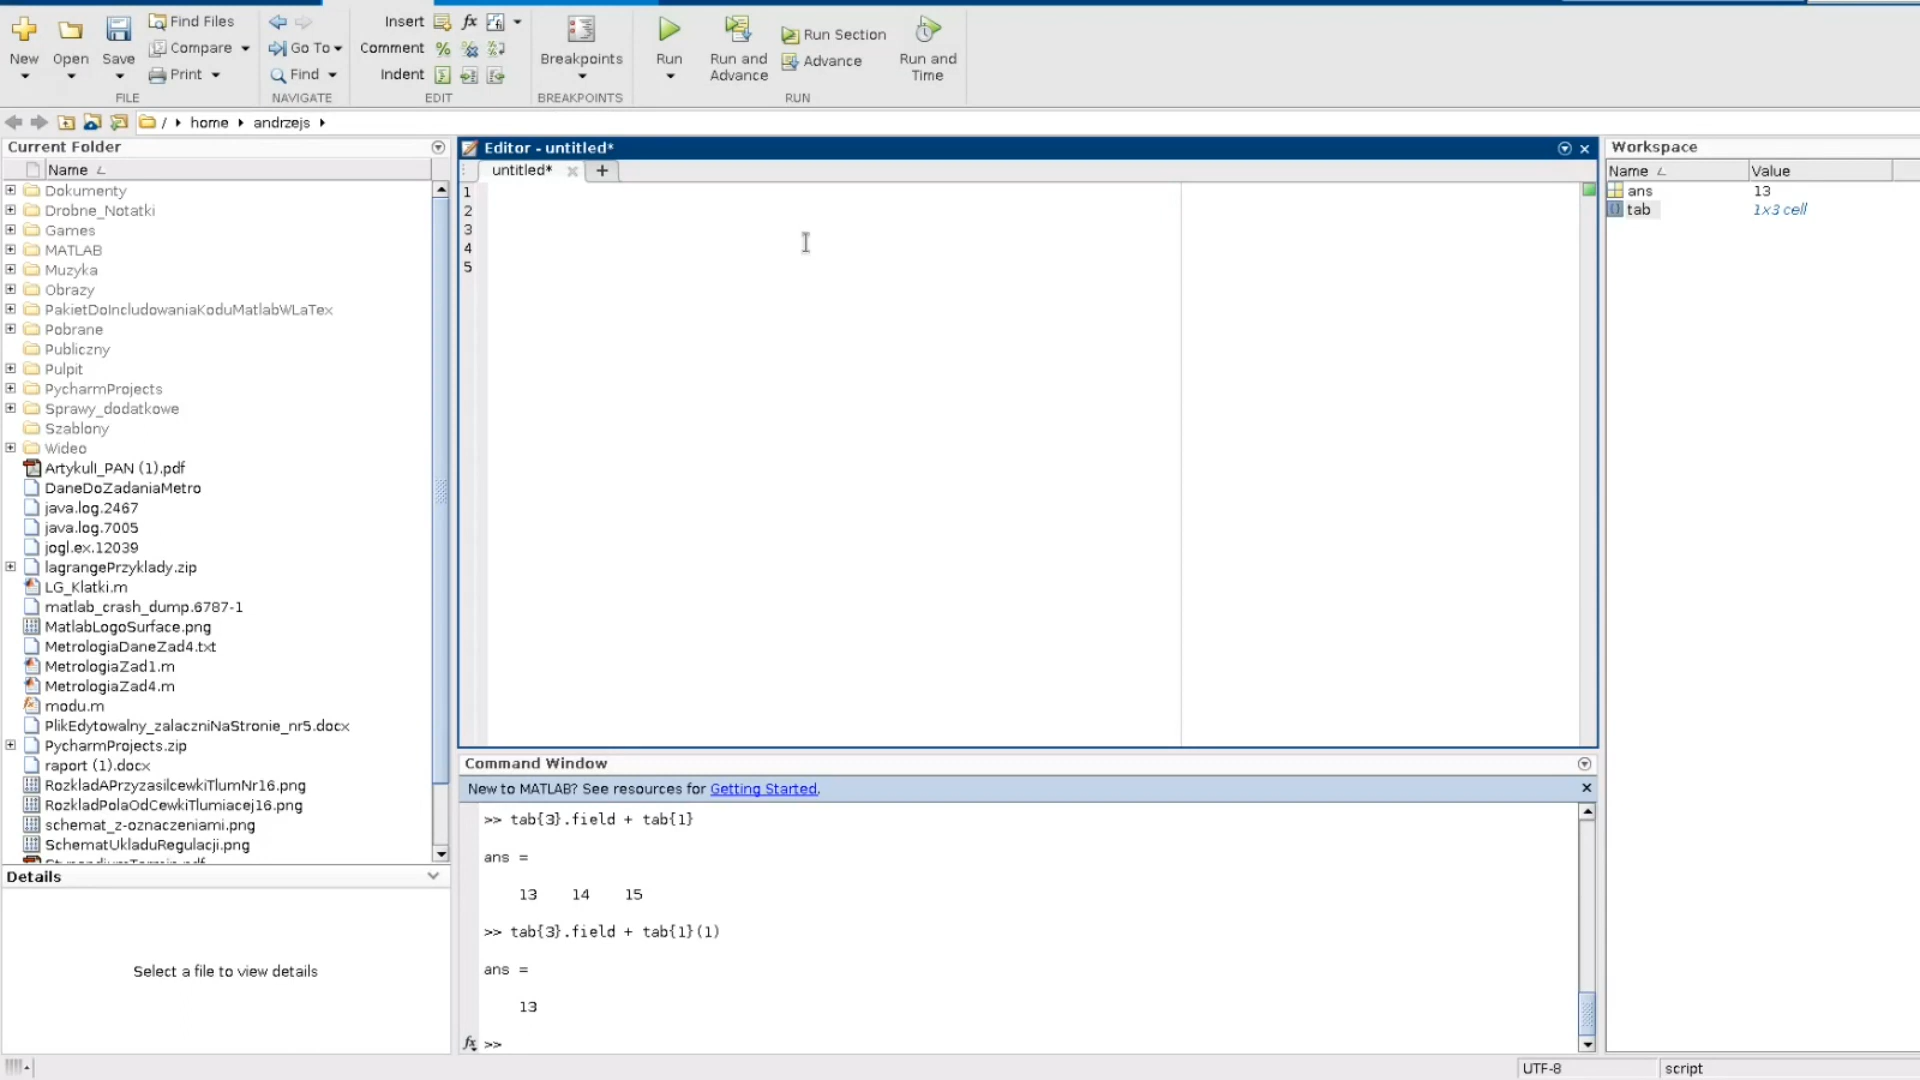 New
Open
Save
Find Files
Compare
Print
FILE
Go To
Find
NAVIGATE
Insert fx
Comment %
Indent
EDIT
Breakpoints
BREAKPOINTS
Run
Run and Advance
Run Section
Advance
Run and Time
RUN
/ home andrzejs
Current Folder
Name
Dokumenty
Drobne_Notatki
Games
MATLAB
Muzyka
Obrazy
PakietDoIncludowaniaKoduMatlabWLaTex
Pobrane
Publiczny
Pulpit
PycharmProjects
Sprawy_dodatkowe
Szablony
Wideo
ArtykulI_PAN (1).pdf
DaneDoZadaniaMetro
java.log.2467
java.log.7005
jogl.ex.12039
lagrangePrzyklady.zip
LG_Klatki.m
matlab_crash_dump.6787-1
MatlabLogoSurface.png
MetrologiaDaneZad4.txt
MetrologiaZad1.m
MetrologiaZad4.m
modu.m
PlikEdytowalny_zalaczniNaStronie_nr5.docx
PycharmProjects.zip
raport (1).docx
RozkladAPrzyzasilcewkiTlumNr16.png
RozkladPolaOdCewkiTlumiacej16.png
schemat_z-oznaczeniami.png
SchematUkladuRegulacji.png
Details
Select a file to view details
Editor - untitled*
untitled* +
1
2
3
4
5
Command Window
New to MATLAB? See resources for Getting Started.
>> tab{3}.field + tab{1}
ans =
13 14 15
>> tab{3}.field + tab{1}(1)
ans =
13
fx >>
Workspace
Name Value
ans 13
tab 1x3 cell
UTF-8 script